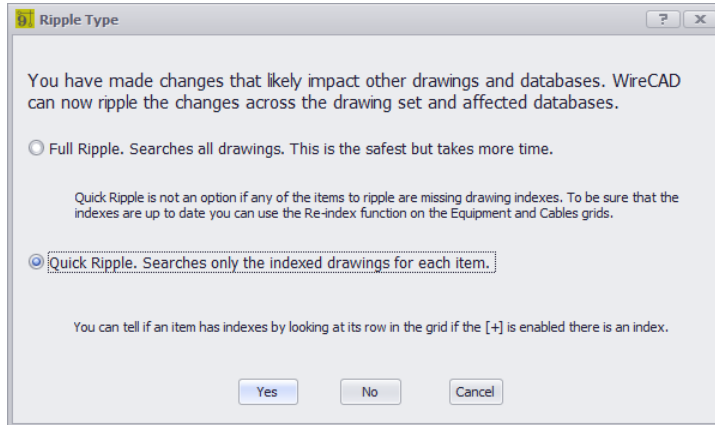 9 Ripple Type ? x
You have made changes that likely impact other drawings and databases. WireCAD
can now ripple the changes across the drawing set and affected databases.
Full Ripple. Searches all drawings. This is the safest but takes more time.
Quick Ripple is not an option if any of the items to ripple are missing drawing indexes. To be sure that the
indexes are up to date you can use the Re-index function on the Equipment and Cables grids.
Quick Ripple. Searches only the indexed drawings for each item.
You can tell if an item has indexes by looking at its row in the grid if the [+] is enabled there is an index.
Yes No Cancel